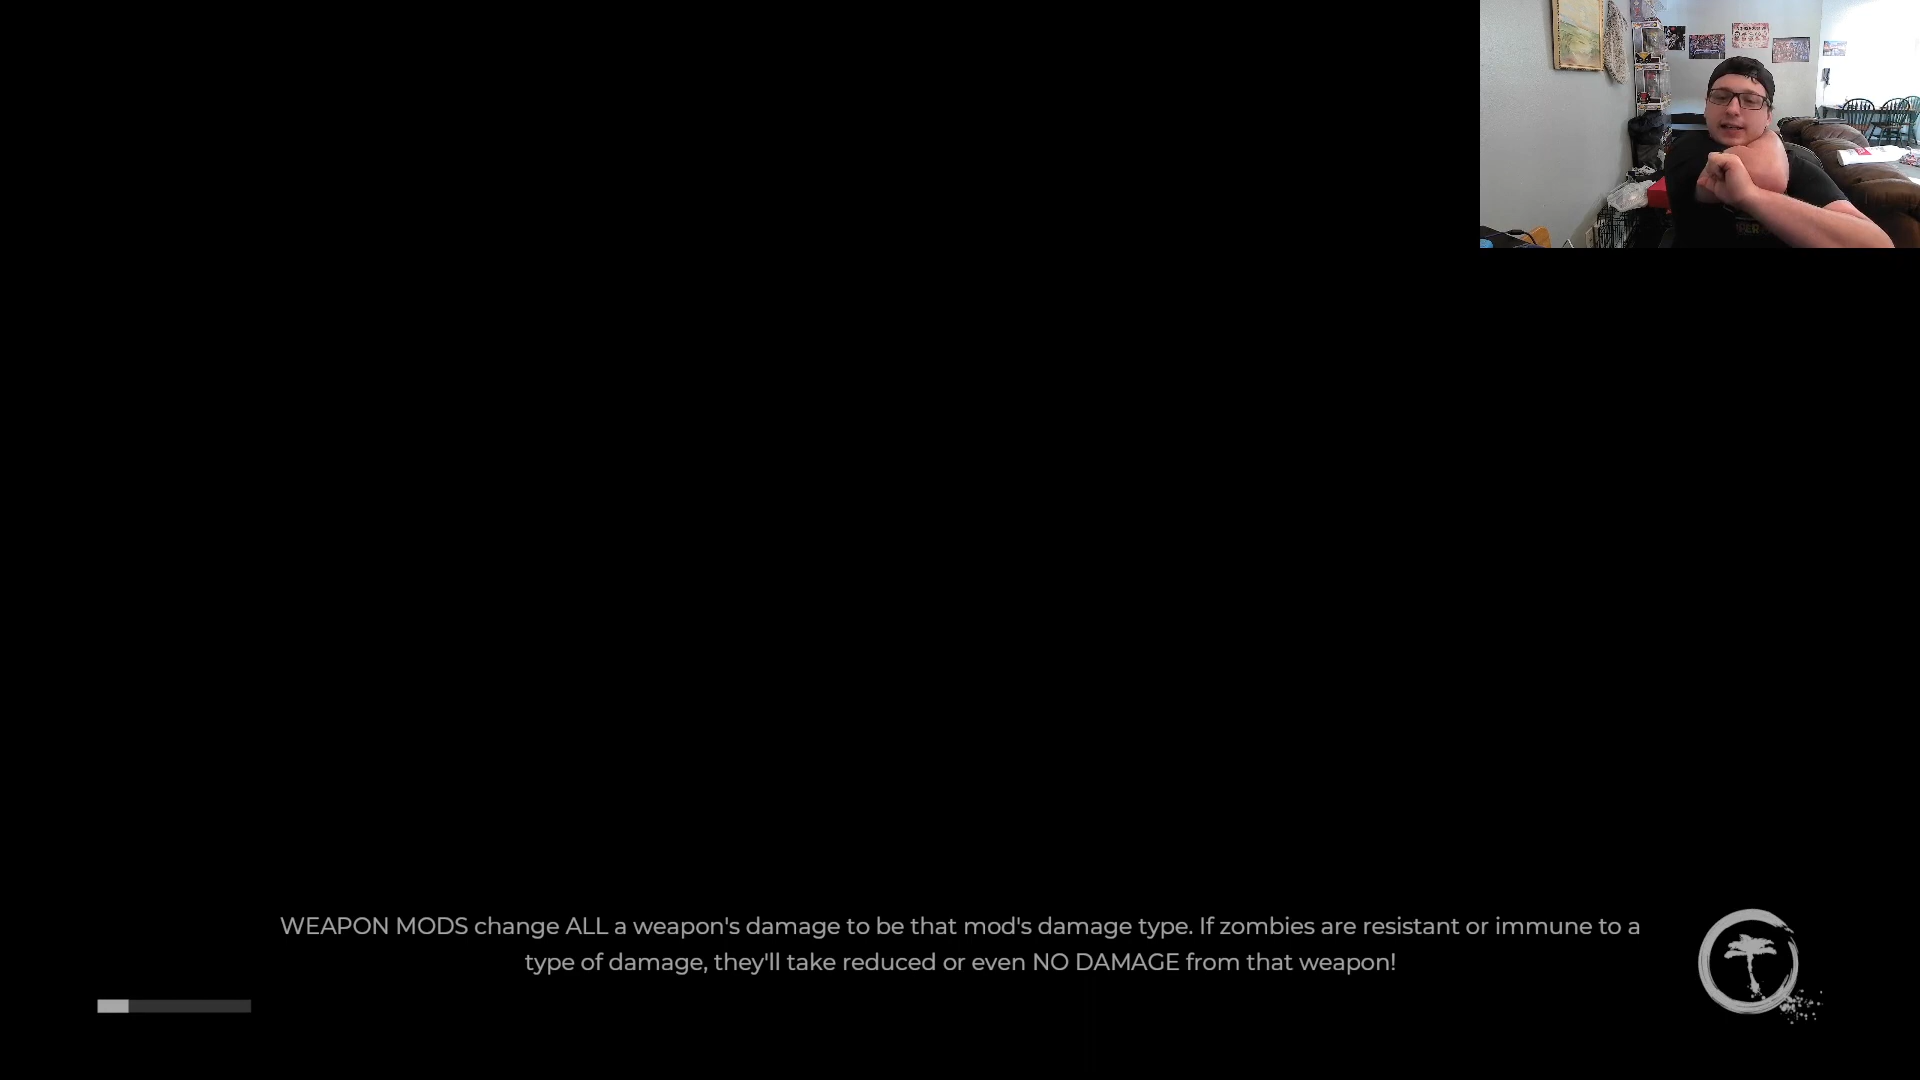 WEAPON MODS change ALL a weapon's damage to be that mod's damage type. If zombies are resistant or immune to a
type of damage, they'll take reduced or even NO DAMAGE from that weapon!